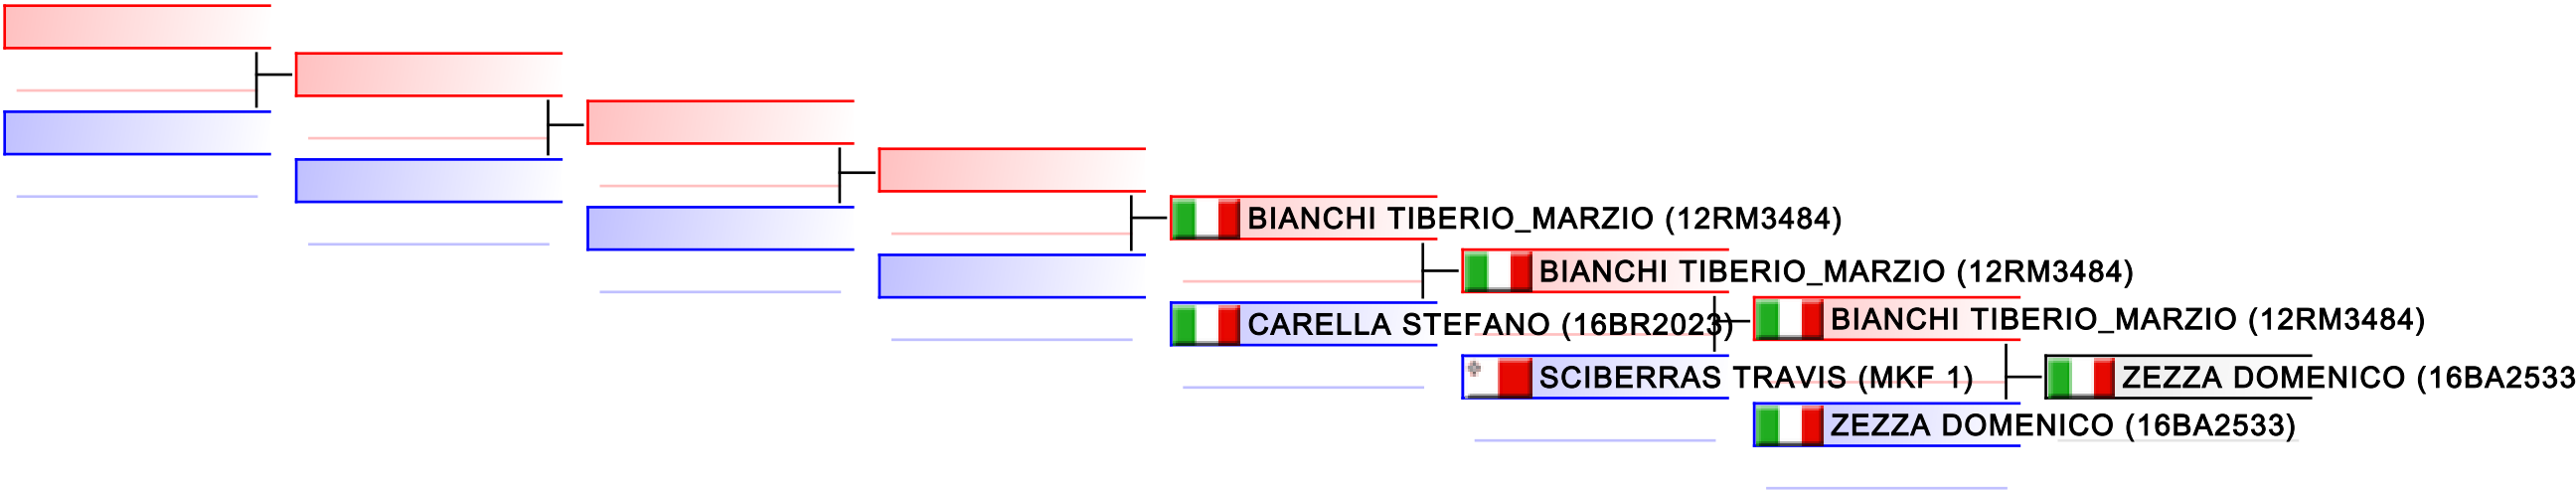 BIANCHI TIBERIO_MARZIO (12RM3484)
BIANCHI TIBERIO_MARZIO (12RM3484)
CARELLA STEFANO (16BR2023)
BIANCHI TIBERIO_MARZIO (12RM3484)
SCIBERRAS TRAVIS (MKF 1)
ZEZZA DOMENICO (16BA2533
ZEZZA DOMENICO (16BA2533)